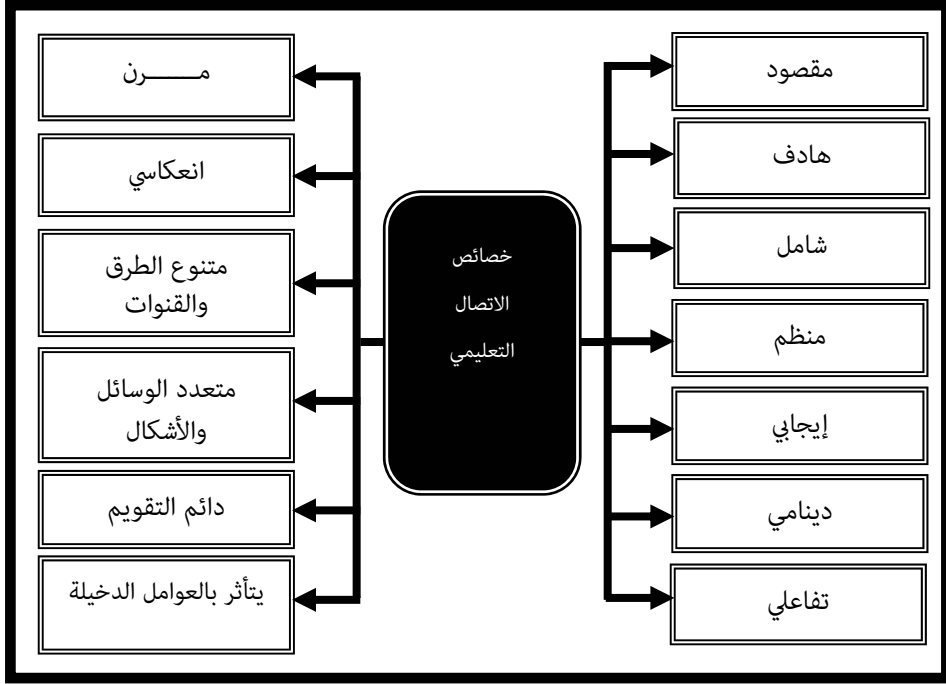 خصائص
الاتصال
التعليمي
مقصود
هادف
شامل
منظم
إيجابي
دينامي
تفاعلي
مـــــــرن
انعكاسي
متنوع الطرق
والقنوات
متعدد الوسائل
والأشكال
دائم التقويم
يتأثر بالعوامل الدخيلة